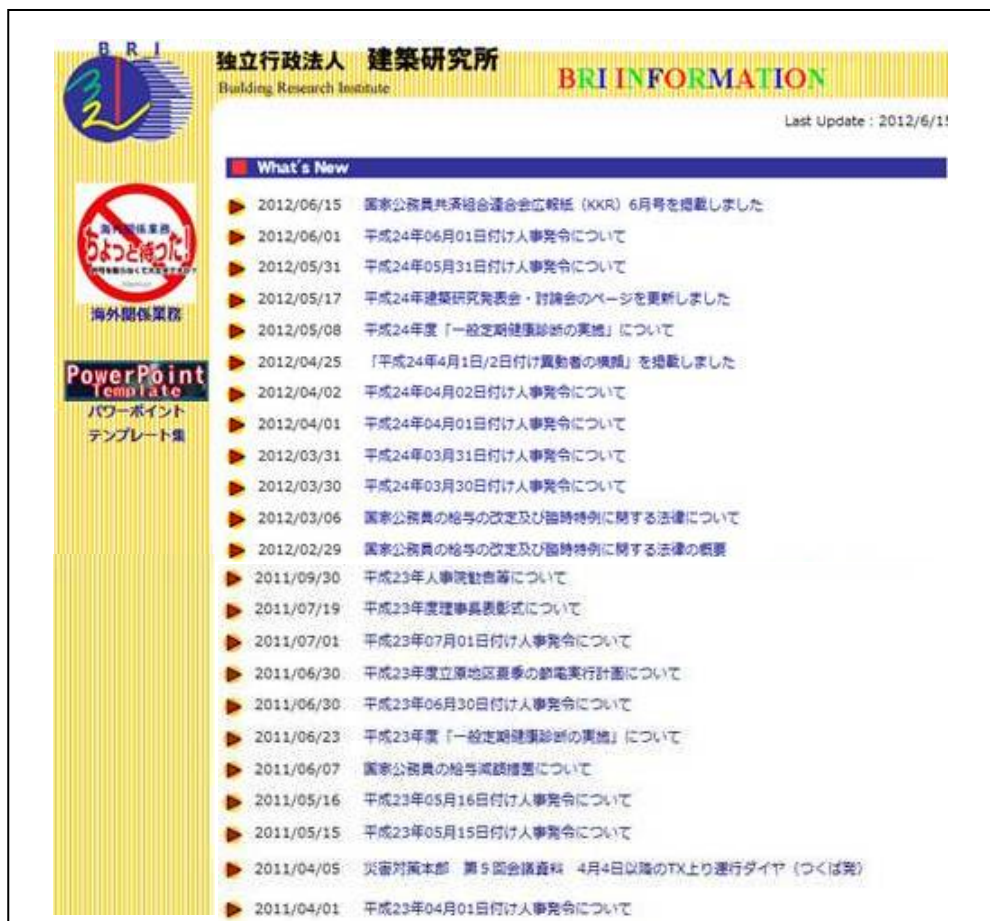 BRI
独立行政法人 建築研究所
Building Research Institute
BRI INFORMATION
Last Update : 2012/6/15
What's New
海外関係業務
ちょっと待った!
海外関係業務
PowerPoint
Template
パワーポイント
テンプレート集
2012/06/15 国家公務員共済組合連合会広報紙（KKR）6月号を掲載しました
2012/06/01 平成24年06月01日付け人事発令について
2012/05/31 平成24年05月31日付け人事発令について
2012/05/17 平成24年建築研究発表会・討論会のページを更新しました
2012/05/08 平成24年度「一般定期健康診断の実施」について
2012/04/25 「平成24年4月1日/2日付け異動者の横顔」を掲載しました
2012/04/02 平成24年04月02日付け人事発令について
2012/04/01 平成24年04月01日付け人事発令について
2012/03/31 平成24年03月31日付け人事発令について
2012/03/30 平成24年03月30日付け人事発令について
2012/03/06 国家公務員の給与の改定及び臨時特例に関する法律について
2012/02/29 国家公務員の給与の改定及び臨時特例に関する法律の概要
2011/09/30 平成23年人事院勧告等について
2011/07/19 平成23年度理事長表彰式について
2011/07/01 平成23年07月01日付け人事発令について
2011/06/30 平成23年度立原地区夏季の節電実行計画について
2011/06/30 平成23年06月30日付け人事発令について
2011/06/23 平成23年度「一般定期健康診断の実施」について
2011/06/07 国家公務員の給与減額措置について
2011/05/16 平成23年05月16日付け人事発令について
2011/05/15 平成23年05月15日付け人事発令について
2011/04/05 災害対策本部 第5回会議資料 4月4日以降のTX上り運行ダイヤ（つくば発）
2011/04/01 平成23年04月01日付け人事発令について